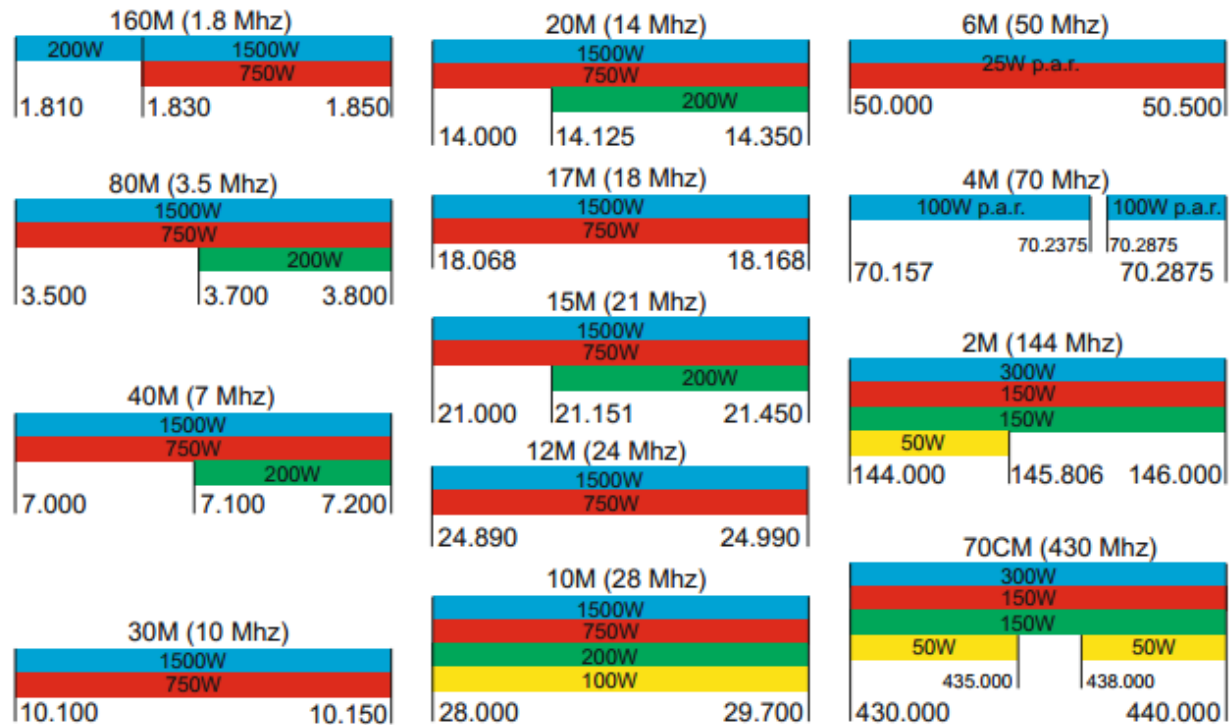 160M (1.8 Mhz)
200W 1500W
750W
1.810 1.830 1.850
80M (3.5 Mhz)
1500W
750W
200W
3.500 3.700 3.800
40M (7 Mhz)
1500W
750W
200W
7.000 7.100 7.200
30M (10 Mhz)
1500W
750W
10.100 10.150
20M (14 Mhz)
1500W
750W
200W
14.000 14.125 14.350
17M (18 Mhz)
1500W
750W
18.068 18.168
15M (21 Mhz)
1500W
750W
200W
21.000 21.151 21.450
12M (24 Mhz)
1500W
750W
24.890 24.990
10M (28 Mhz)
1500W
750W
200W
100W
28.000 29.700
6M (50 Mhz)
25W p.a.r.
50.000 50.500
4M (70 Mhz)
100W p.a.r. 100W p.a.r.
70.2375 70.2875
70.157 70.2875
2M (144 Mhz)
300W
150W
150W
50W
144.000 145.806 146.000
70CM (430 Mhz)
300W
150W
150W
50W 50W
435.000 438.000
430.000 440.000